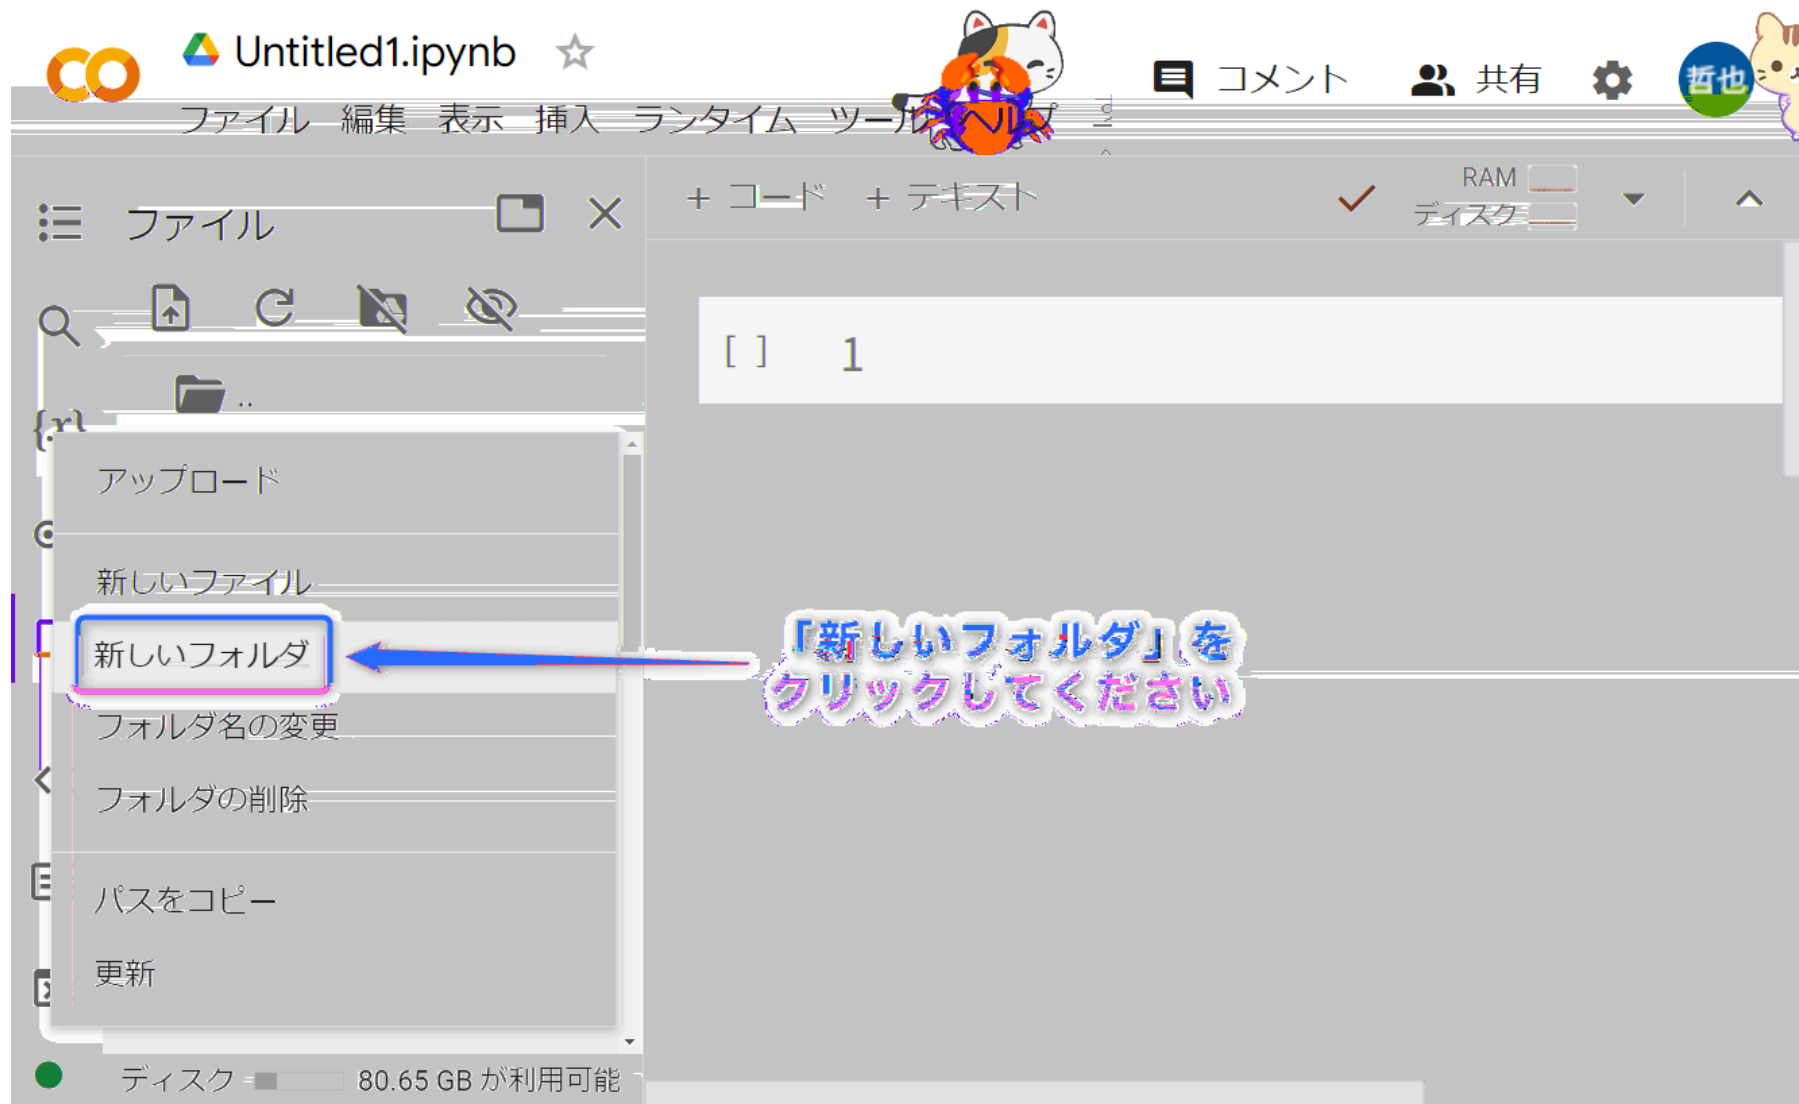 Untitled1.ipynb
コメント
共有
哲也
ファイル 編集 表示 挿入 ランタイム ツール ヘルプ
ファイル
+ コード + テキスト
RAM
ディスク
..
{x}
[ ] 1
アップロード
新しいファイル
新しいフォルダ
フォルダ名の変更
フォルダの削除
パスをコピー
更新
「新しいフォルダ」を
クリックしてください
ディスク 80.65 GB が利用可能